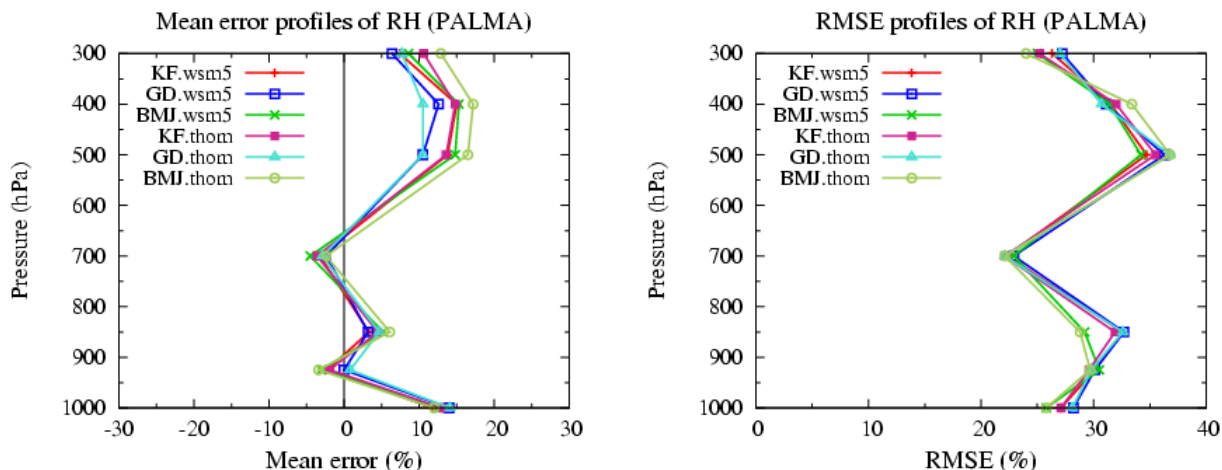 Mean error profiles of RH (PALMA)
300
400
500
600
700
800
900
1000
Pressure (hPa)
KF.wsm5
GD.wsm5
BMJ.wsm5
KF.thom
GD.thom
BMJ.thom
-30 -20 -10 0 10 20 30
Mean error (%)
RMSE profiles of RH (PALMA)
300
400
500
600
700
800
900
1000
Pressure (hPa)
KF.wsm5
GD.wsm5
BMJ.wsm5
KF.thom
GD.thom
BMJ.thom
0 10 20 30 40
RMSE (%)